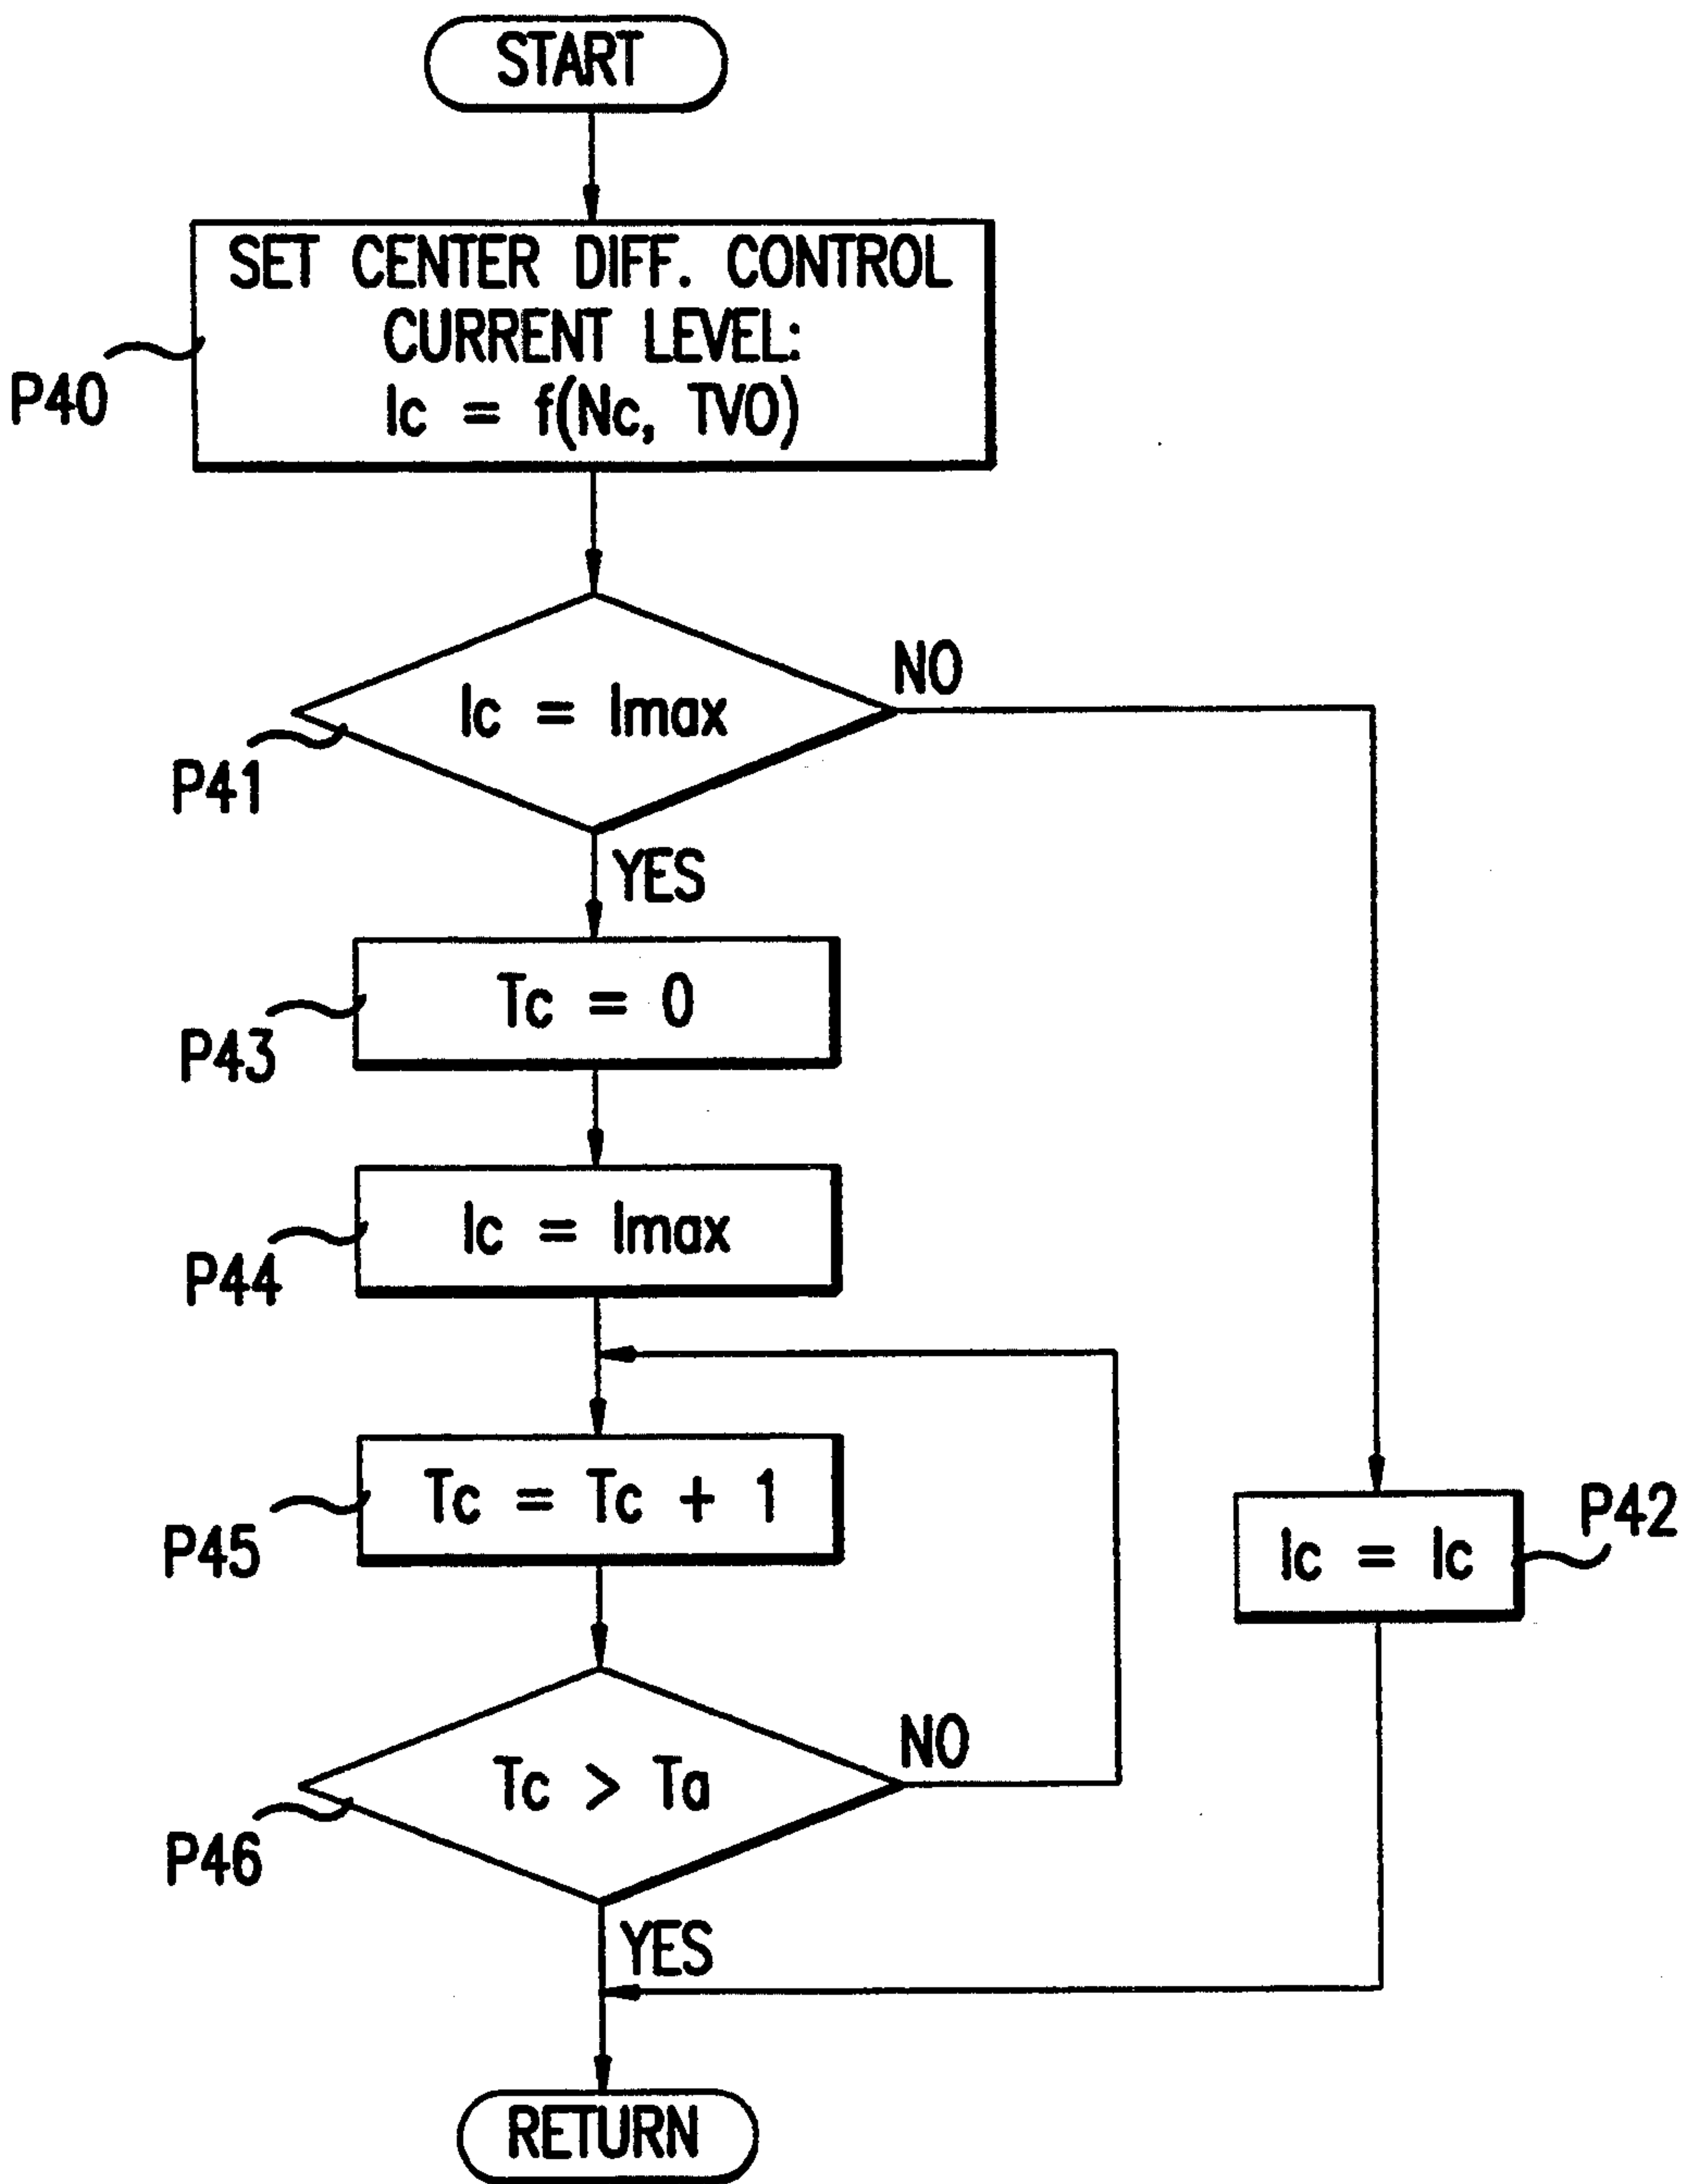 START
SET CENTER DIFF. CONTROL
CURRENT LEVEL:
Ic = f(Nc, TVO)
P40
NO
Ic = Imax
P41
YES
Tc = 0
P43
Ic = Imax
P44
Tc = Tc + 1
P45
P42
Ic = Ic
NO
Tc > Ta
P46
YES
RETURN